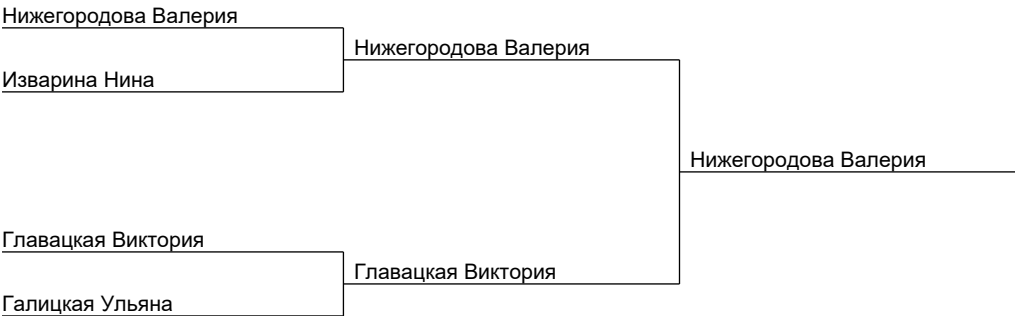 Нижегородова Валерия
Нижегородова Валерия
Изварина Нина
Нижегородова Валерия
Главацкая Виктория
Главацкая Виктория
Галицкая Ульяна